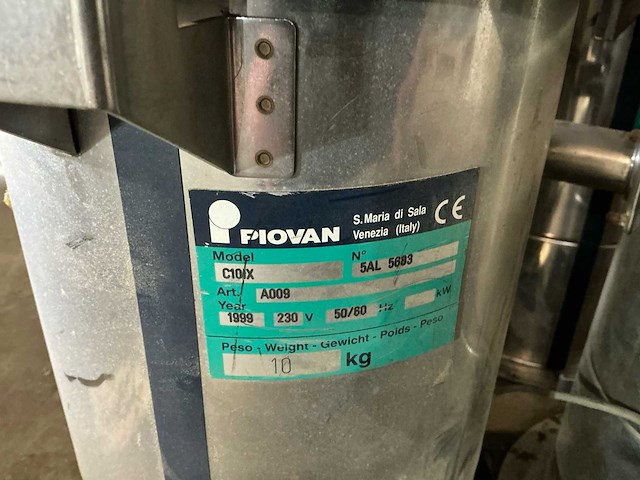 PIOVAN
S. Maria di Sala
Venezia (Italy)
CE
Model N°
C10/X 5AL 5683
Art. A009
Year
1999 230 V 50/60 Hz kW
Peso - Weight - Gewicht - Poids - Peso
10 kg